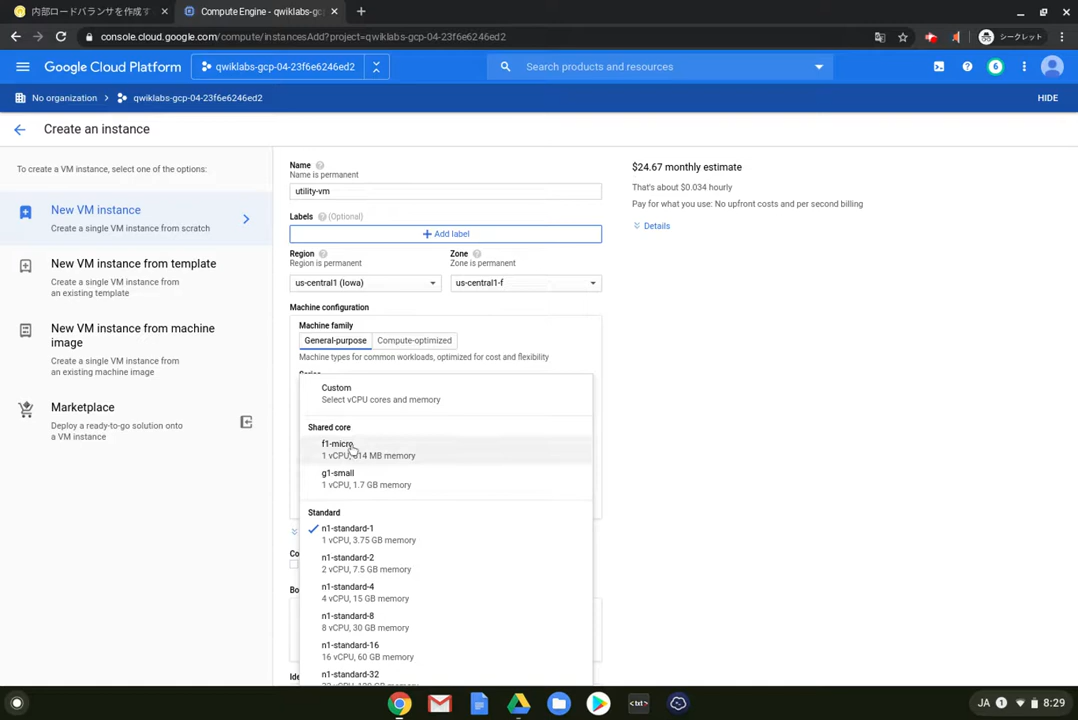 内部ロードバランサを作成す
Compute Engine - qwiklabs-gc
console.cloud.google.com/compute/instancesAdd?project=qwiklabs-gcp-04-23f6e6246ed2
シークレット
Google Cloud Platform
qwiklabs-gcp-04-23f6e6246ed2
Search products and resources
6
No organization
qwiklabs-gcp-04-23f6e6246ed2
HIDE
Create an instance
To create a VM instance, select one of the options:
New VM instance
Create a single VM instance from scratch
New VM instance from template
Create a single VM instance from
an existing template
New VM instance from machine
image
Create a single VM instance from
an existing machine image
Marketplace
Deploy a ready-to-go solution onto
a VM instance
Name
Name is permanent
utility-vm
Labels (Optional)
+ Add label
Region
Region is permanent
us-central1 (Iowa)
Zone
Zone is permanent
us-central1-f
Machine configuration
Machine family
General-purpose
Compute-optimized
Machine types for common workloads, optimized for cost and flexibility
Custom
Select vCPU cores and memory
Shared core
f1-micro
1 vCPU, 614 MB memory
g1-small
1 vCPU, 1.7 GB memory
Standard
n1-standard-1
1 vCPU, 3.75 GB memory
n1-standard-2
2 vCPU, 7.5 GB memory
n1-standard-4
4 vCPU, 15 GB memory
n1-standard-8
8 vCPU, 30 GB memory
n1-standard-16
16 vCPU, 60 GB memory
n1-standard-32
Co
Bo
Ide
$24.67 monthly estimate
That's about $0.034 hourly
Pay for what you use: No upfront costs and per second billing
Details
<txt>
JA
1
8:29